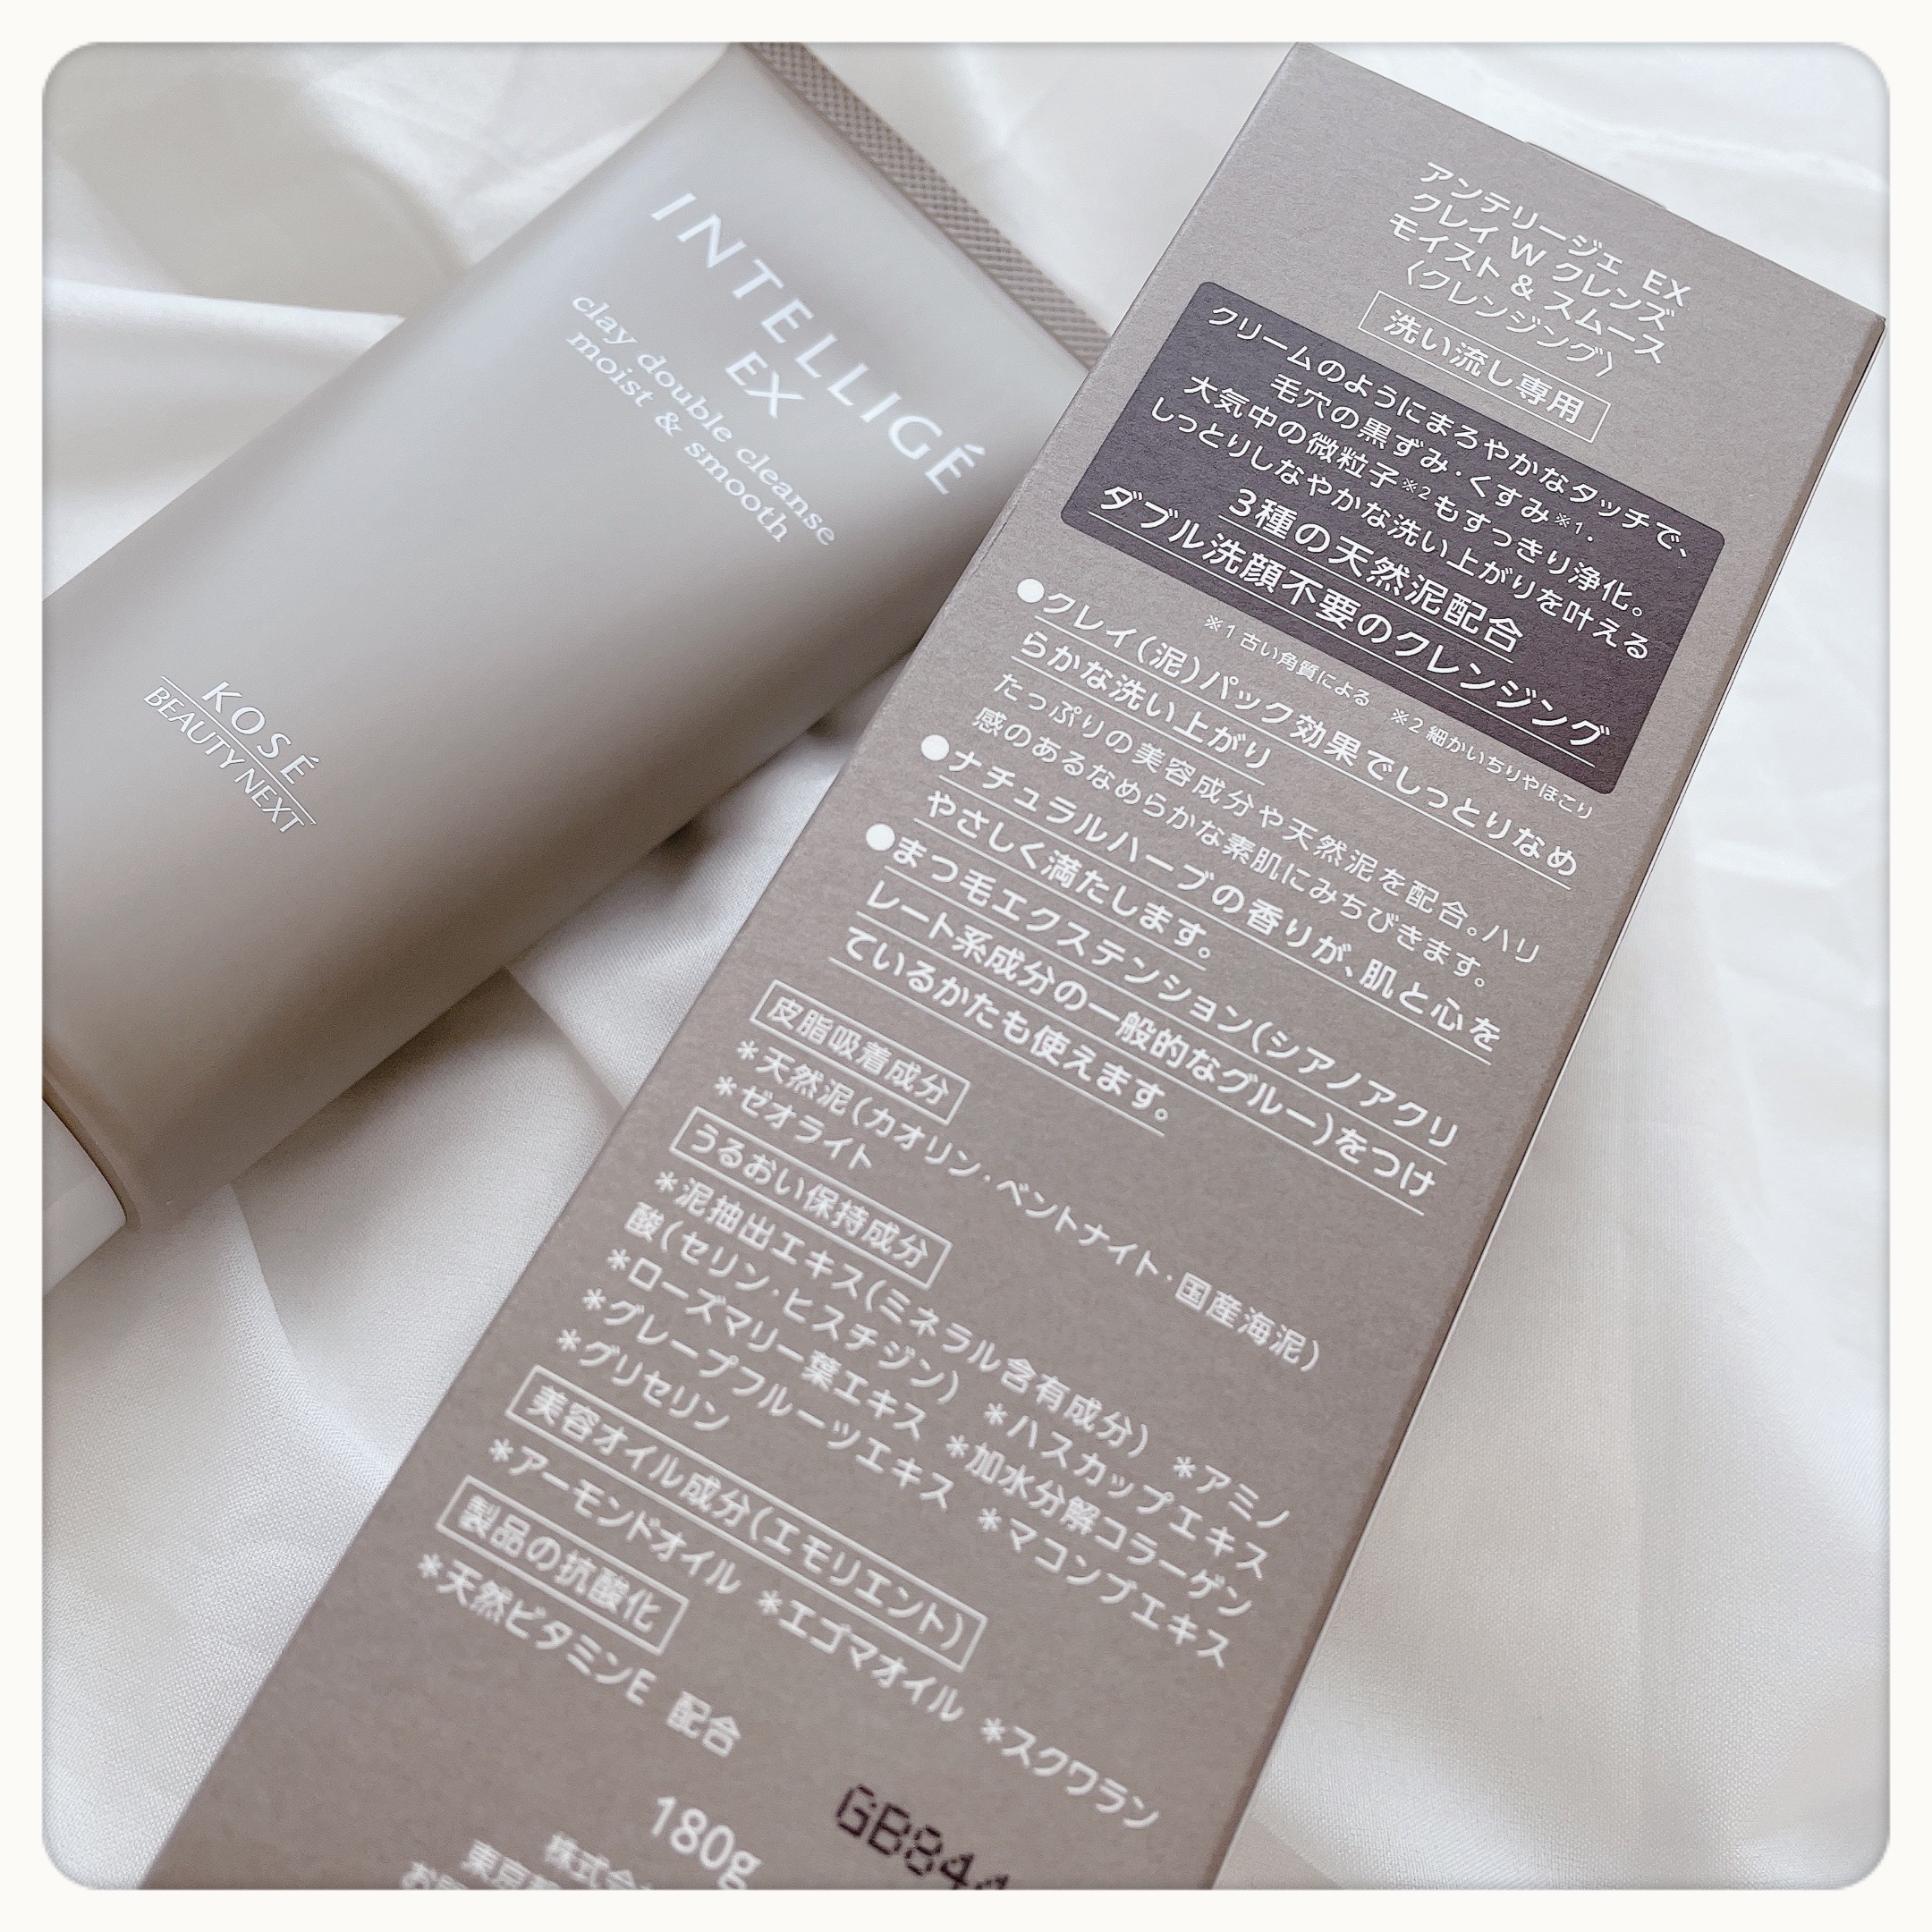 INTELLIGÉ
EX
clay double cleanse
moist & smooth
KOSÉ
BEAUTY NEXT
アンテリージェ EX
クレイ W クレンズ
モイスト & スムース
〈クレンジング〉
洗い流し専用
クリームのようにまろやかなタッチで、
毛穴の黒ずみ・くすみ※1・
大気中の微粒子※2もすっきり浄化。
しっとりしなやかな洗い上がりを叶える
3種の天然泥配合
ダブル洗顔不要のクレンジング
※1 古い角質による ※2 細かいちりやほこり
●クレイ(泥)パック効果でしっとりなめ
らかな洗い上がり
たっぷりの美容成分や天然泥を配合。ハリ
感のあるなめらかな素肌にみちびきます。
●ナチュラルハーブの香りが、肌と心を
やさしく満たします。
●まつ毛エクステンション(シアノアクリ
レート系成分の一般的なグルー)をつけ
ているかたも使えます。
皮脂吸着成分
*天然泥(カオリン・ベントナイト・国産海泥)
*ゼオライト
うるおい保持成分
*泥抽出エキス(ミネラル含有成分) *アミノ
酸(セリン・ヒスチジン) *ハスカップエキス
*ローズマリー葉エキス *加水分解コラーゲン
*グレープフルーツエキス *マコンブエキス
*グリセリン
美容オイル成分(エモリエント)
*アーモンドオイル *エゴマオイル *スクワラン
製品の抗酸化
*天然ビタミンE 配合
180g
GB844
株式会
東京
お